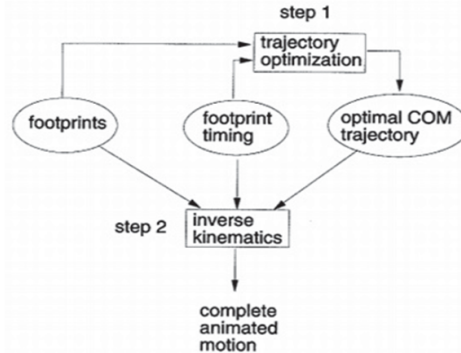 step 1
trajectory
optimization
footprints
footprint
timing
optimal COM
trajectory
step 2
inverse
kinematics
complete
animated
motion